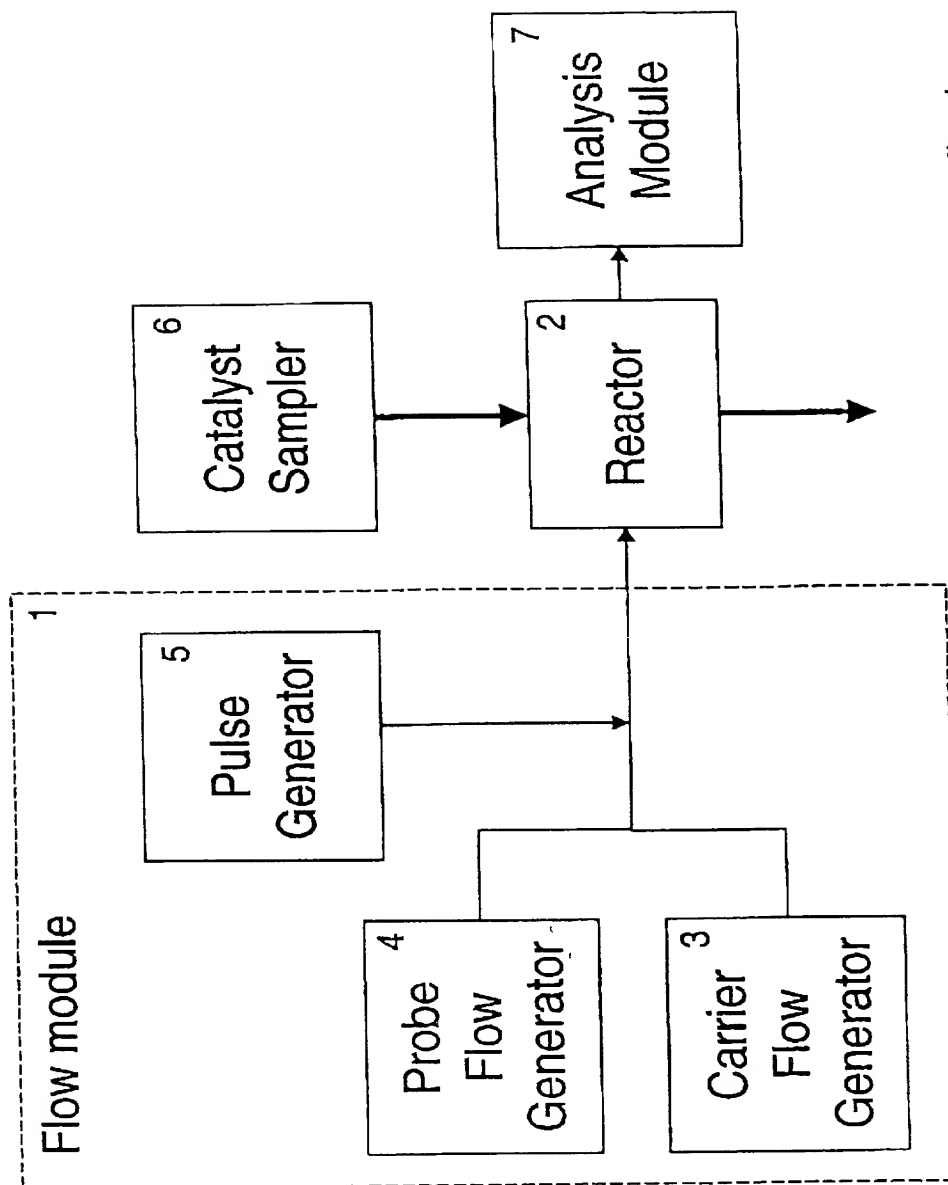 Flow module
1
5
Pulse
Generator
4
Probe
Flow
Generator
3
Carrier
Flow
Generator
6
Catalyst
Sampler
2
Reactor
7
Analysis
Module